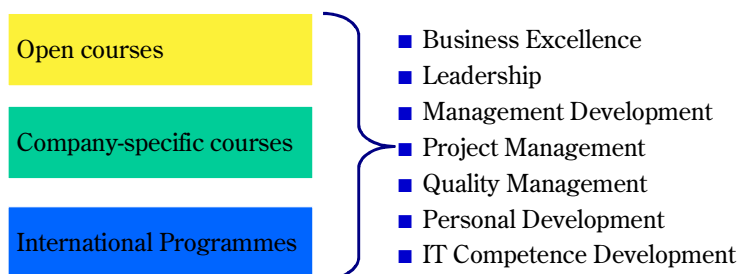 Open courses
Company-specific courses
International Programmes
Business Excellence
Leadership
Management Development
Project Management
Quality Management
Personal Development
IT Competence Development